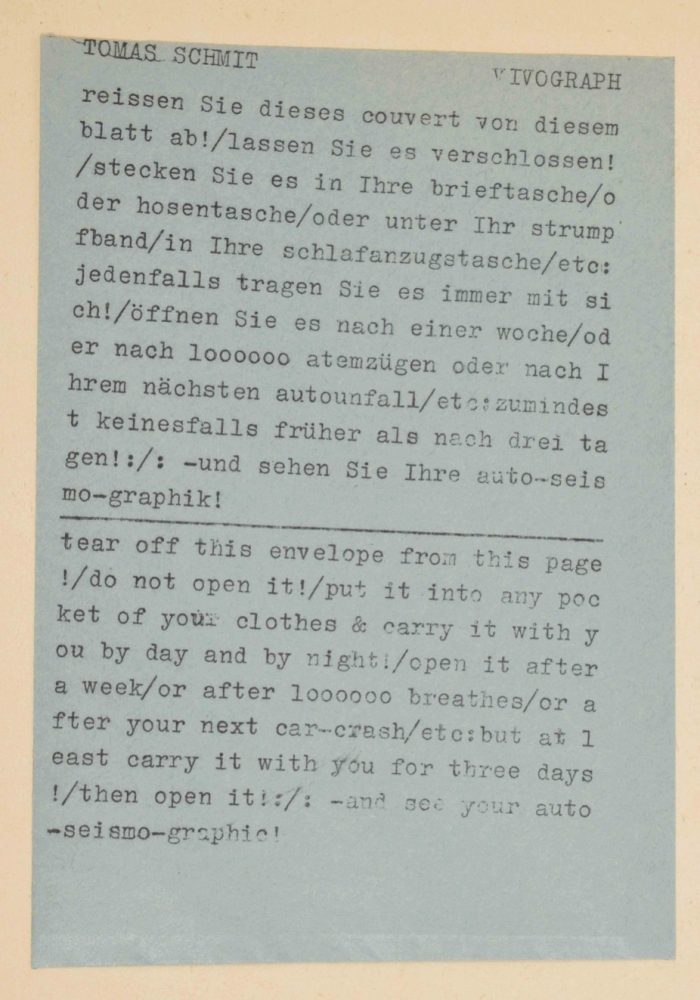 TOMAS SCHMIT VIVOGRAPH
reissen Sie dieses couvert von diesem
blatt ab!/lassen Sie es verschlossen!
/stecken Sie es in Ihre brieftasche/o
der hosentasche/oder unter Ihr strump
fband/in Ihre schlafanzugstasche/etc:
jedenfalls tragen Sie es immer mit si
ch!/öffnen Sie es nach einer woche/od
er nach loooooo atemzügen oder nach I
hrem nächsten autounfall/etc:zumindes
t keinesfalls früher als nach drei ta
gen!:/: -und sehen Sie Ihre auto-seis
mo-graphik!
tear off this envelope from this page
!/do not open it!/put it into any poc
ket of your clothes & carry it with y
ou by day and by night!/open it after
a week/or after loooooo breathes/or a
fter your next car-crash/etc:but at l
east carry it with you for three days
!/then open it!:/: -and see your auto
-seismo-graphic!